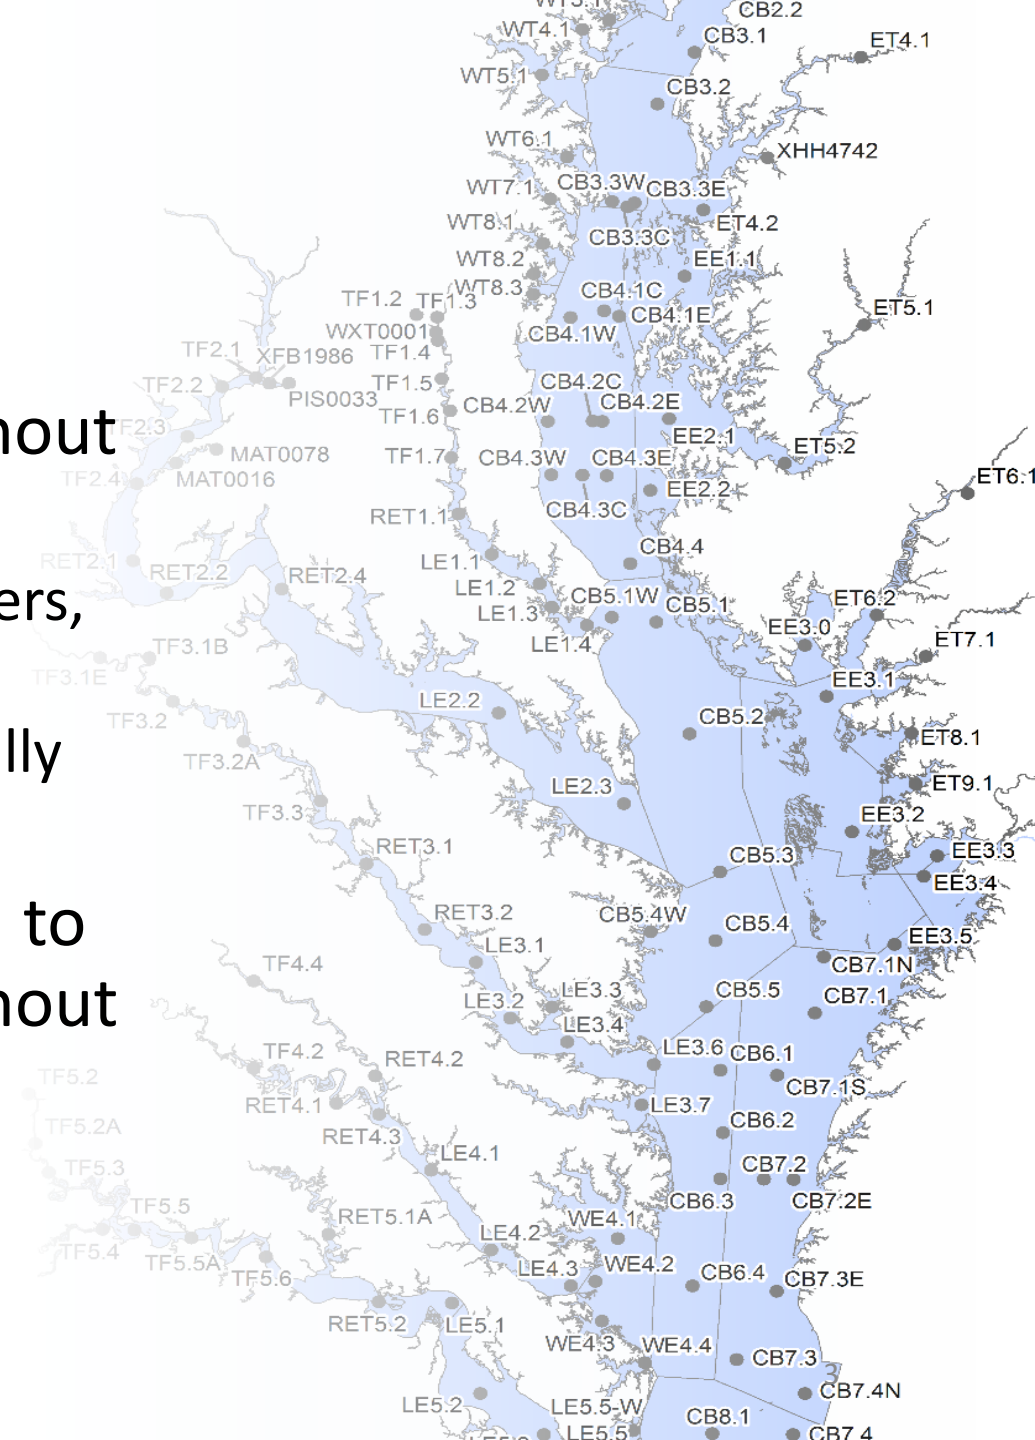 WT5.1
CB2.2
WT4.1
CB3.1
ET4.1
WT5.1
CB3.2
WT6.1
XHH4742
WT7.1
CB3.3W
CB3.3E
WT8.1
ET4.2
CB3.3C
WT8.2
EE1.1
WT8.3
CB4.1C
TF1.2
TF1.3
CB4.1E
ET5.1
WXT0001
CB4.1W
TF2.1
XFB1986
TF1.4
TF2.2
TF1.5
CB4.2C
PIS0033
CB4.2W
CB4.2E
TF1.6
hout
TF2.3
EE2.1
ET5.2
MAT0078
TF1.7
CB4.3W
CB4.3E
TF2.4
MAT0016
EE2.2
ET6.1
RET1.1
CB4.3C
CB4.4
RET2.1
RET2.2
RET2.4
LE1.1
LE1.2
CB5.1W
CB5.1
ET6.2
ers,
LE1.3
EE3.0
LE1.4
ET7.1
TF3.1B
TF3.1E
EE3.1
LE2.2
TF3.2
CB5.2
ET8.1
lly
TF3.2A
LE2.3
ET9.1
TF3.3
EE3.2
RET3.1
CB5.3
EE3.3
EE3.4
to
RET3.2
CB5.4W
CB5.4
EE3.5
LE3.1
TF4.4
CB7.1N
hout
LE3.2
LE3.3
CB5.5
CB7.1
LE3.4
TF4.2
RET4.2
LE3.6
CB6.1
TF5.2
CB7.1S
RET4.1
LE3.7
TF5.2A
RET4.3
CB6.2
LE4.1
TF5.3
CB7.2
TF5.5
CB6.3
CB7.2E
RET5.1A
WE4.1
TF5.4
LE4.2
TF5.5A
TF5.6
LE4.3
WE4.2
CB6.4
CB7.3E
RET5.2
LE5.1
WE4.3
WE4.4
CB7.3
3
CB7.4N
LE5.2
LE5.5-W
CB8.1
LE5.5
CB7.4